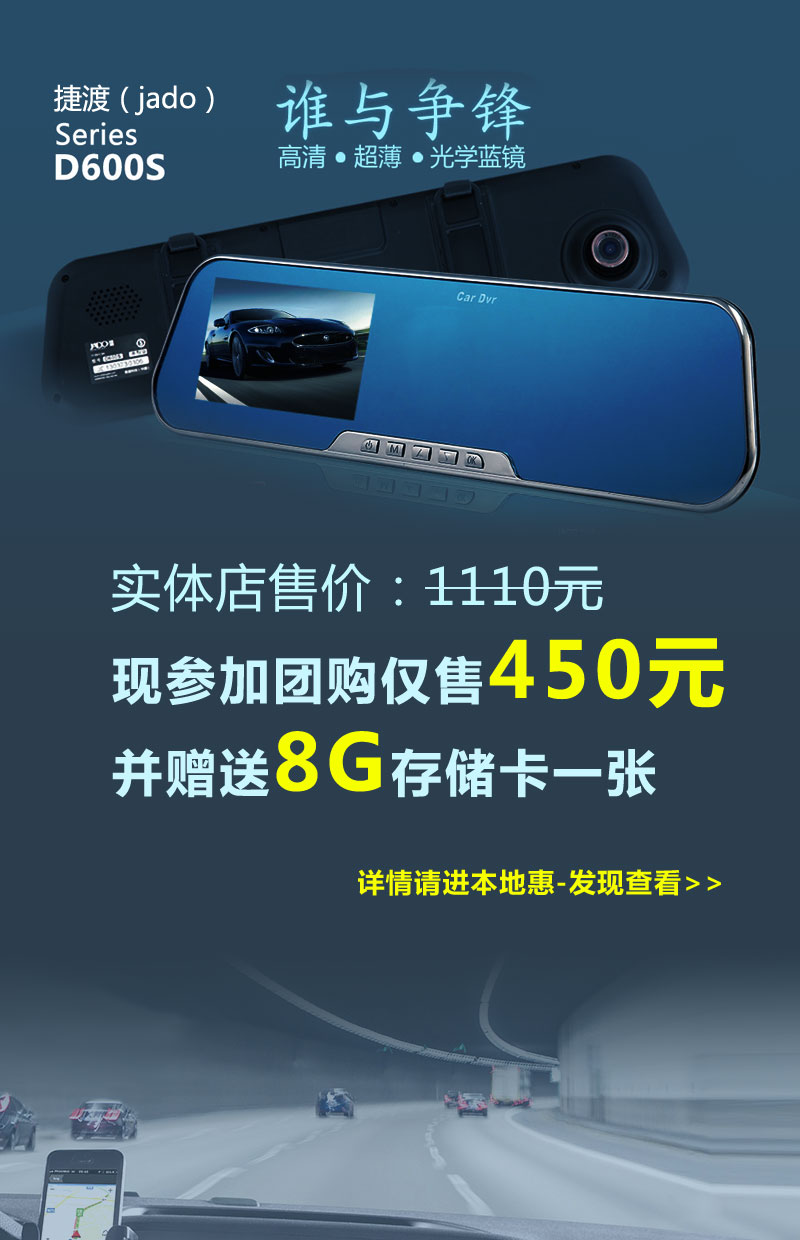 捷渡（jado）
Series
D600S
谁与争锋
高清●超薄●光学蓝镜
Car Dvr
JADO
D600S
M
OK
实体店售价：1110元
现参加团购仅售450元
并赠送8G存储卡一张
详情请进本地惠-发现查看>>